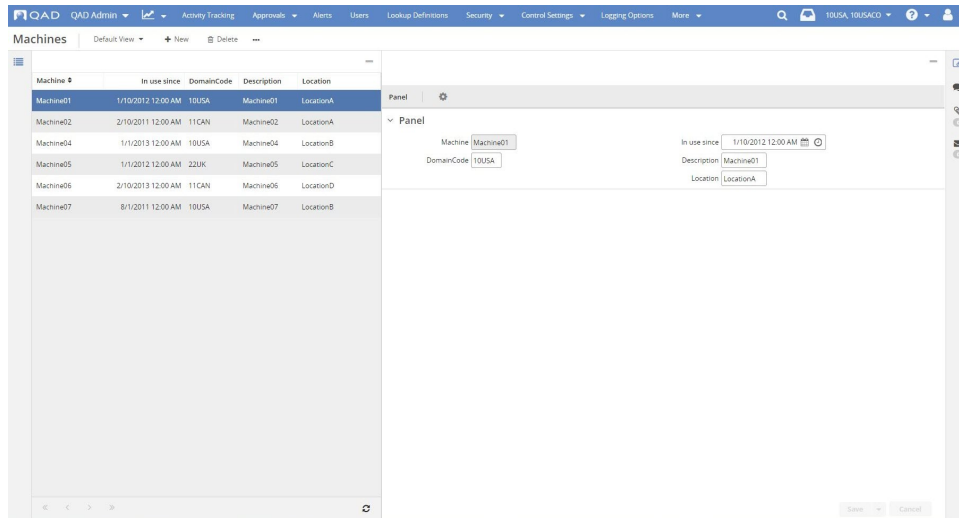 QAD QAD Admin Activity Tracking Approvals Alerts Users Lookup Definitions Security Control Settings Logging Options More 10USA, 10USACO
Machines Default View + New Delete •••
Machine In use since DomainCode Description Location
Machine01 1/10/2012 12:00 AM 10USA Machine01 LocationA
Machine02 2/10/2011 12:00 AM 11CAN Machine02 LocationA
Machine04 1/1/2013 12:00 AM 10USA Machine04 LocationB
Machine05 1/1/2012 12:00 AM 22UK Machine05 LocationC
Machine06 2/10/2013 12:00 AM 11CAN Machine06 LocationD
Machine07 8/1/2011 12:00 AM 10USA Machine07 LocationB
Panel
Panel
Machine Machine01 In use since 1/10/2012 12:00 AM
DomainCode 10USA Description Machine01
Location LocationA
Save Cancel